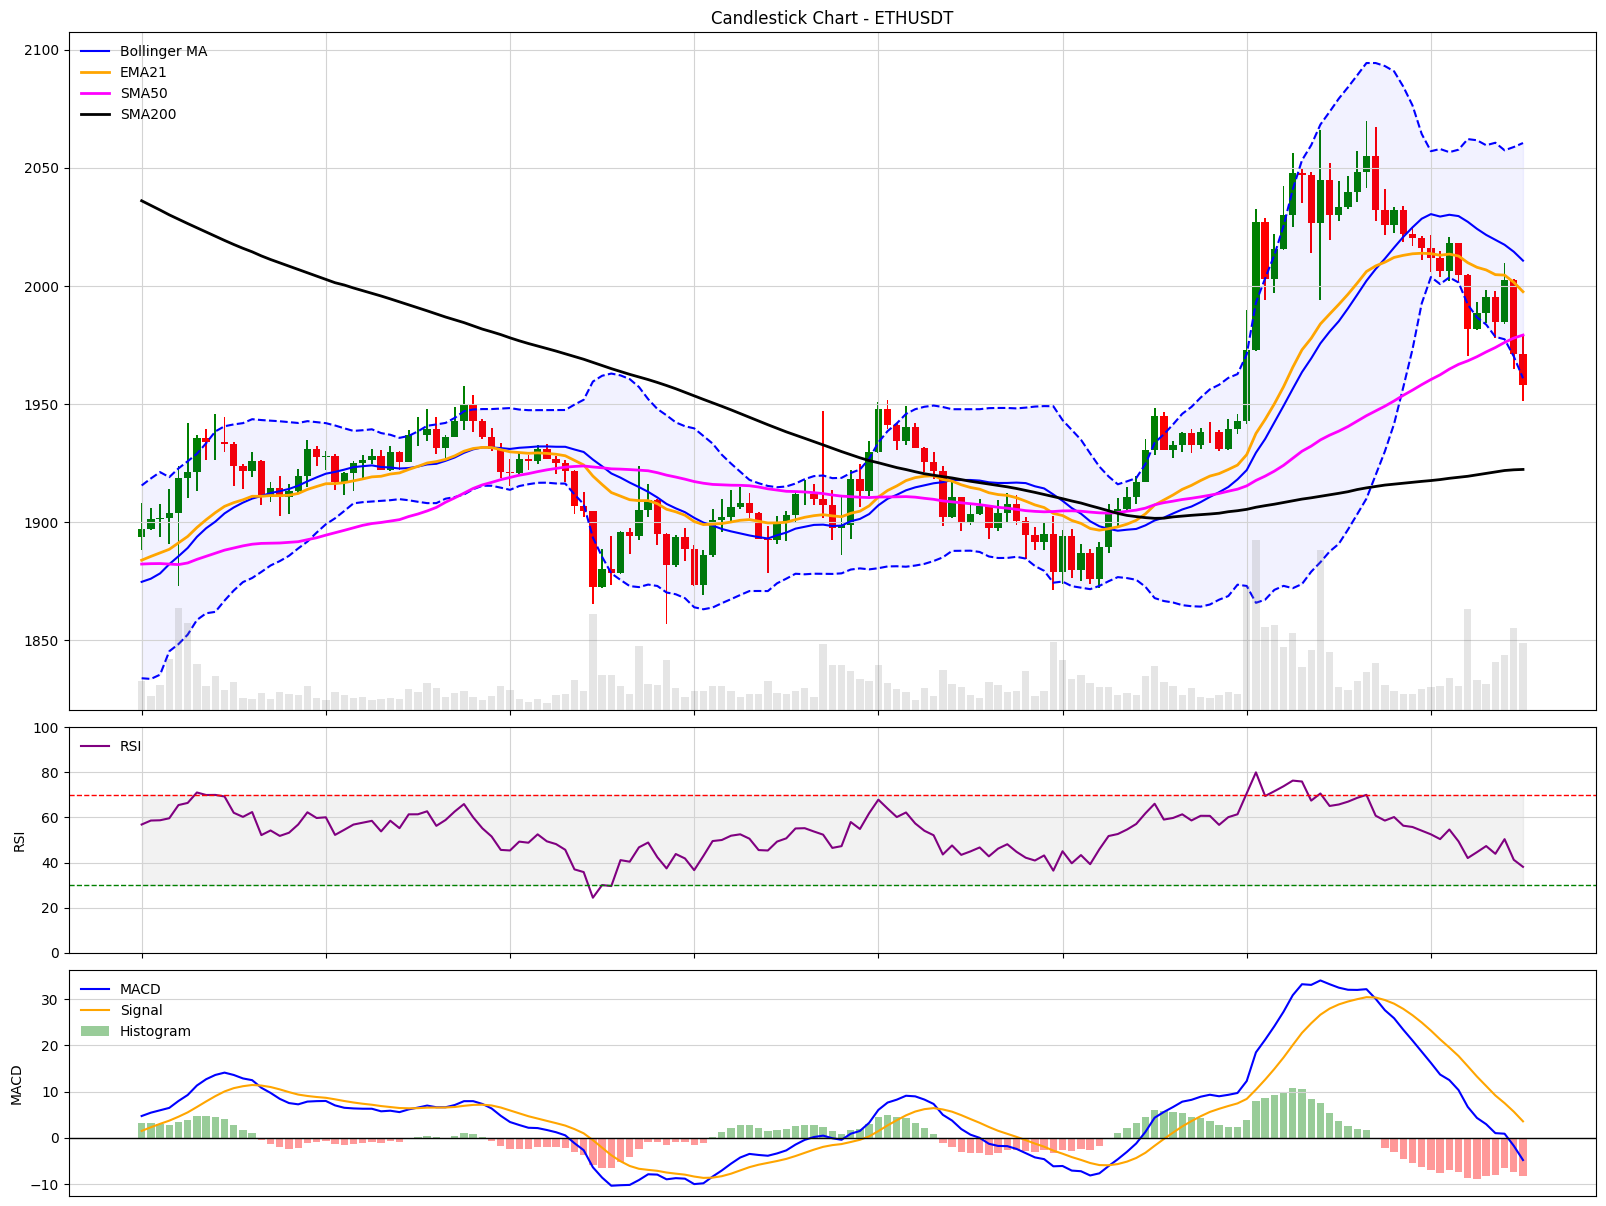 Candlestick Chart - ETHUSDT
2100
2050
2000
1950
1900
1850
Bollinger MA
EMA21
SMA50
SMA200
100
80
60
40
20
0
RSI
RSI
30
20
10
0
−10
MACD
MACD
Signal
Histogram